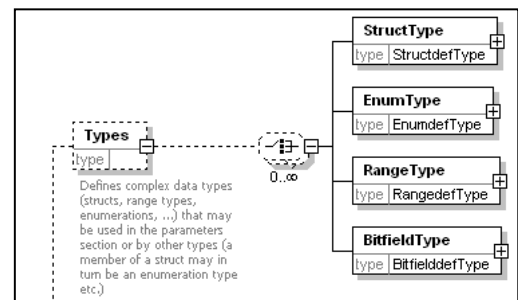 StructType
type StructdefType
EnumType
type EnumdefType
Types
type
0..∞
Defines complex data types
(structs, range types,
enumerations, ...) that may
be used in the parameters
section or by other types (a
member of a struct may in
turn be an enumeration type
etc.)
RangeType
type RangedefType
BitfieldType
type BitfielddefType